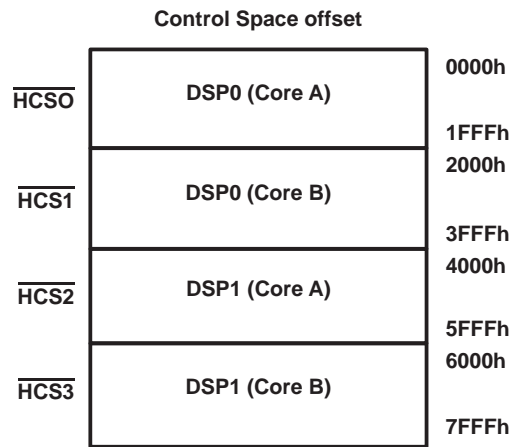 Control Space offset
0000h
HCSO
DSP0 (Core A)
1FFFh
2000h
HCS1
DSP0 (Core B)
3FFFh
4000h
HCS2
DSP1 (Core A)
5FFFh
6000h
HCS3
DSP1 (Core B)
7FFFh